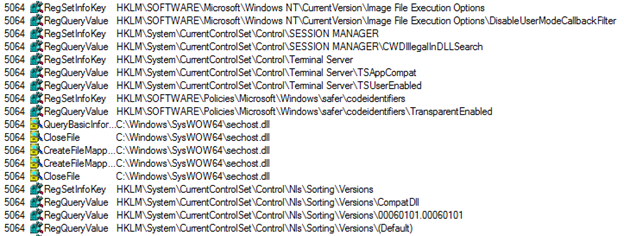 5064 RegSetInfoKey HKLM\SOFTWARE\Microsoft\Windows NT\CurrentVersion\Image File Execution Options
5064 RegQueryValue HKLM\SOFTWARE\Microsoft\Windows NT\CurrentVersion\Image File Execution Options\DisableUserModeCallbackFilter
5064 RegSetInfoKey HKLM\System\CurrentControlSet\Control\SESSION MANAGER
5064 RegQueryValue HKLM\System\CurrentControlSet\Control\SESSION MANAGER\CWDIllegalInDLLSearch
5064 RegSetInfoKey HKLM\System\CurrentControlSet\Control\Terminal Server
5064 RegQueryValue HKLM\System\CurrentControlSet\Control\Terminal Server\TSAppCompat
5064 RegQueryValue HKLM\System\CurrentControlSet\Control\Terminal Server\TSUserEnabled
5064 RegSetInfoKey HKLM\SOFTWARE\Policies\Microsoft\Windows\safer\codeidentifiers
5064 RegQueryValue HKLM\SOFTWARE\Policies\Microsoft\Windows\safer\codeidentifiers\TransparentEnabled
5064 QueryBasicInfor... C:\Windows\SysWOW64\sechost.dll
5064 CloseFile C:\Windows\SysWOW64\sechost.dll
5064 CreateFileMapp... C:\Windows\SysWOW64\sechost.dll
5064 CreateFileMapp... C:\Windows\SysWOW64\sechost.dll
5064 CloseFile C:\Windows\SysWOW64\sechost.dll
5064 RegSetInfoKey HKLM\System\CurrentControlSet\Control\Nls\Sorting\Versions
5064 RegQueryValue HKLM\System\CurrentControlSet\Control\Nls\Sorting\Versions\CompatDll
5064 RegQueryValue HKLM\System\CurrentControlSet\Control\Nls\Sorting\Versions\00060101.00060101
5064 RegQueryValue HKLM\System\CurrentControlSet\Control\Nls\Sorting\Versions\(Default)